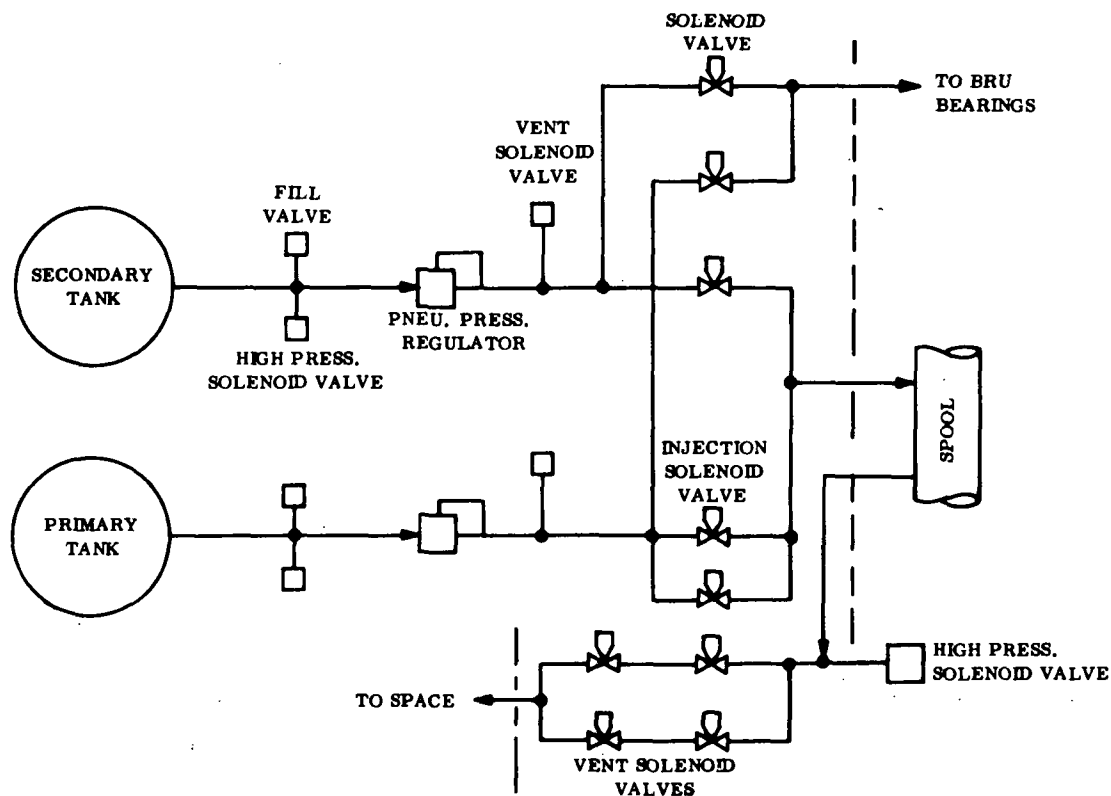 SOLENOID
VALVE
TO BRU
BEARINGS
VENT
SOLENOID
VALVE
FILL
VALVE
SECONDARY
TANK
PNEU. PRESS.
REGULATOR
HIGH PRESS.
SOLENOID VALVE
SPOOL
INJECTION
SOLENOID
VALVE
PRIMARY
TANK
HIGH PRESS.
SOLENOID VALVE
TO SPACE
VENT SOLENOID
VALVES